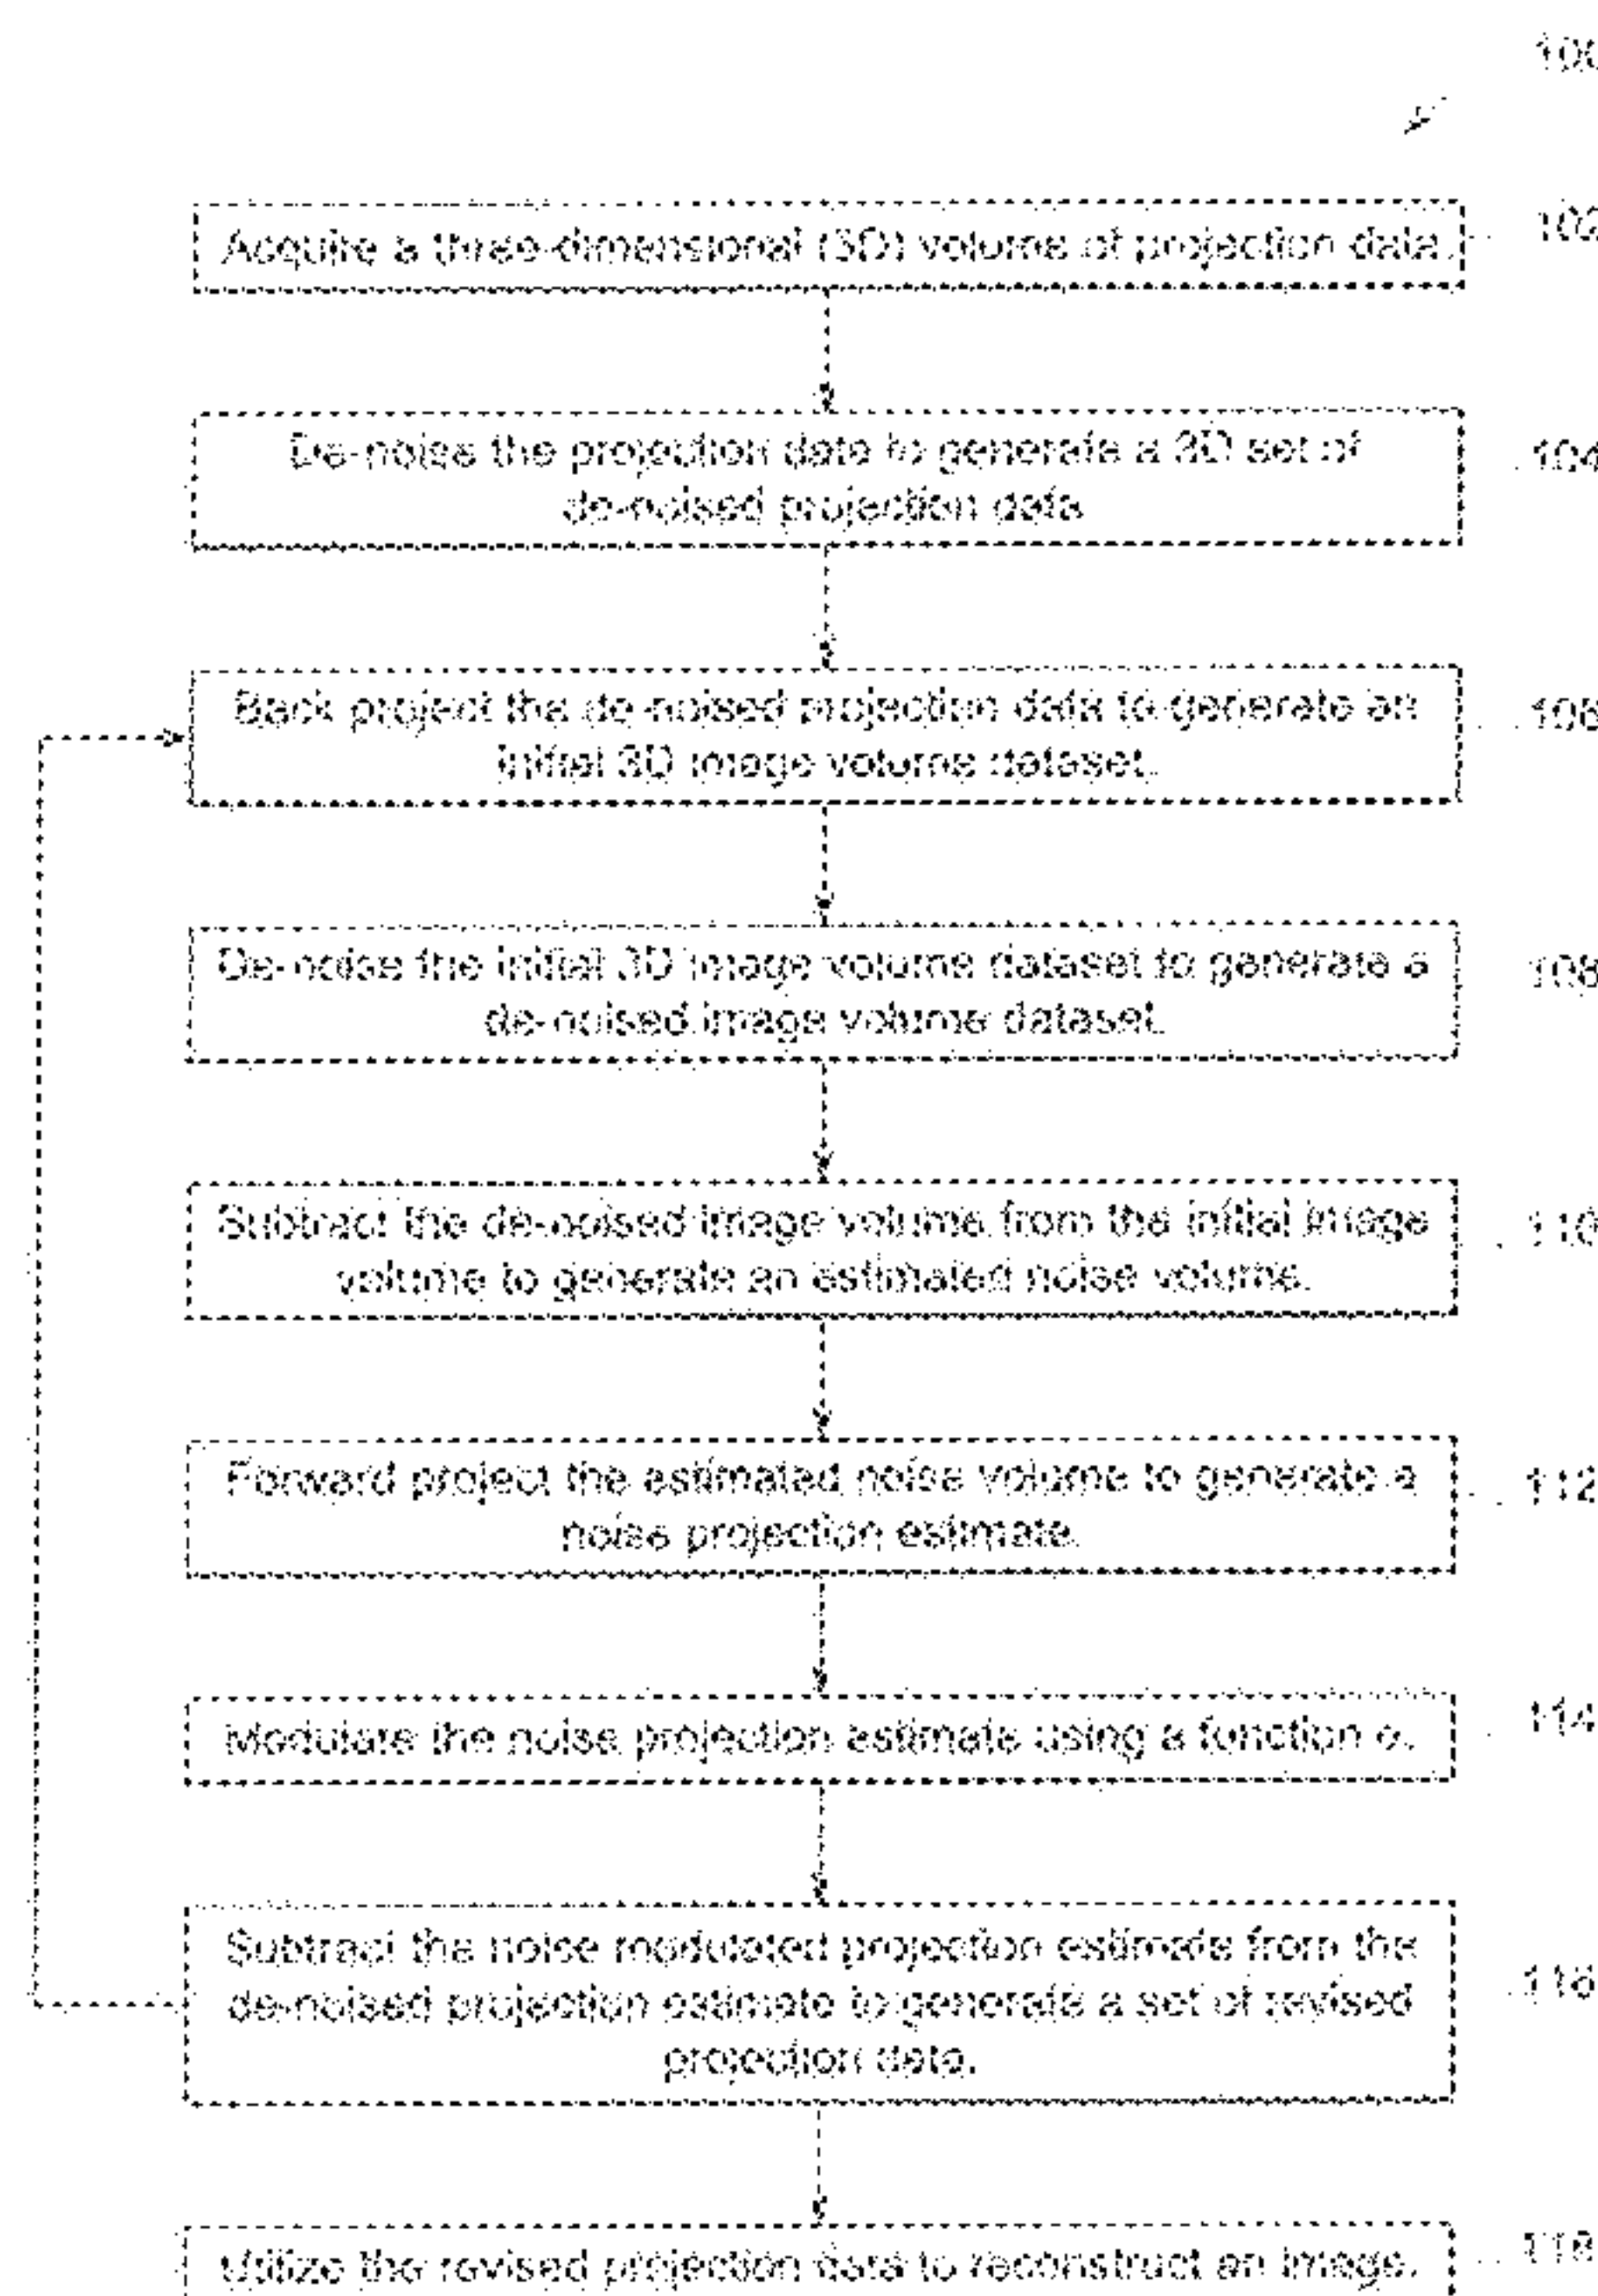 100
Acquire a three-dimensional (3D) volume of projection data.
102
De-noise the projection data to generate a 3D set of
de-noised projection data
104
Back project the de-noised projection data to generate an
initial 3D image volume dataset.
106
De-noise the initial 3D image volume dataset to generate a
de-noised image volume dataset.
108
Subtract the de-noised image volume from the initial image
volume to generate an estimated noise volume.
110
Forward project the estimated noise volume to generate a
noise projection estimate.
112
Modulate the noise projection estimate using a function α.
114
Subtract the noise modulated projection estimate from the
de-noised projection estimate to generate a set of revised
projection data.
116
Utilize the revised projection data to reconstruct an image.
118